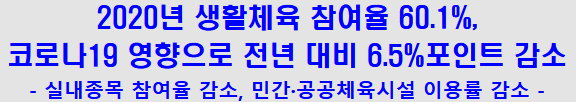 2020년 생활체육 참여율 60.1%,
코로나19 영향으로 전년 대비 6.5%포인트 감소
- 실내종목 참여율 감소, 민간·공공체육시설 이용률 감소 -